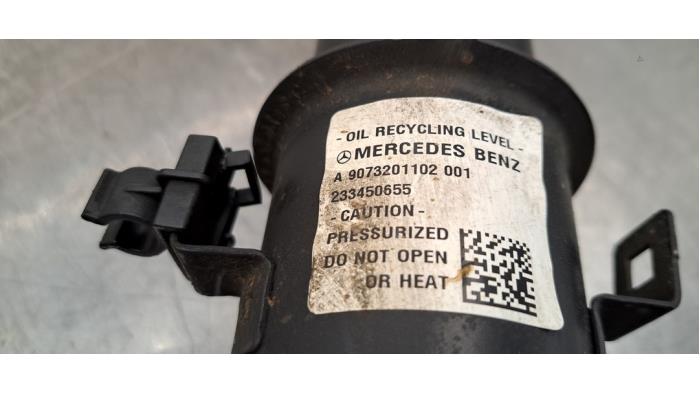 - OIL RECYCLING LEVEL -
MERCEDES BENZ
A 9073201102 001
233450655
- CAUTION -
PRESSURIZED
DO NOT OPEN
OR HEAT